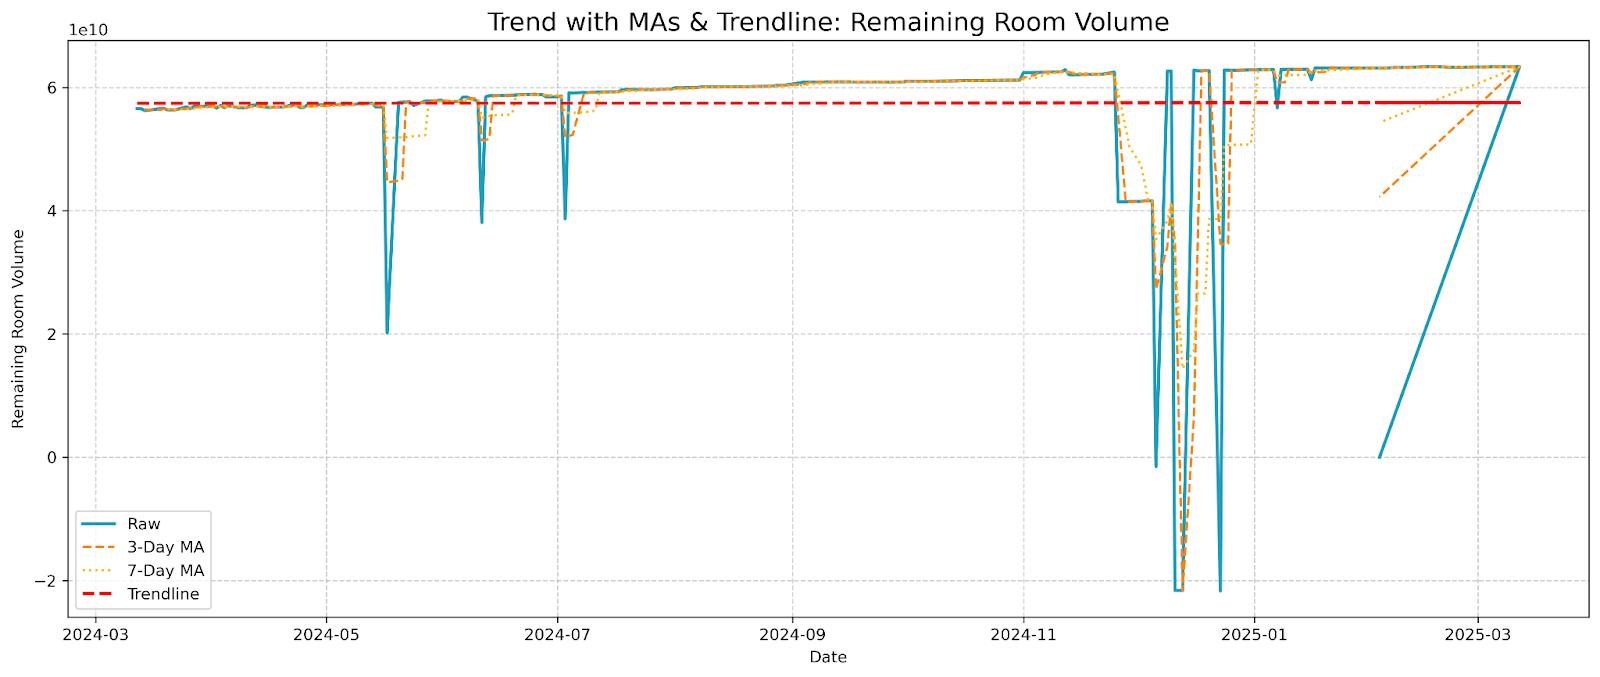 Trend with MAs & Trendline: Remaining Room Volume
1e10
6
4
2
0
−2
Remaining Room Volume
Raw
3-Day MA
7-Day MA
Trendline
2024-03 2024-05 2024-07 2024-09 2024-11 2025-01 2025-03
Date